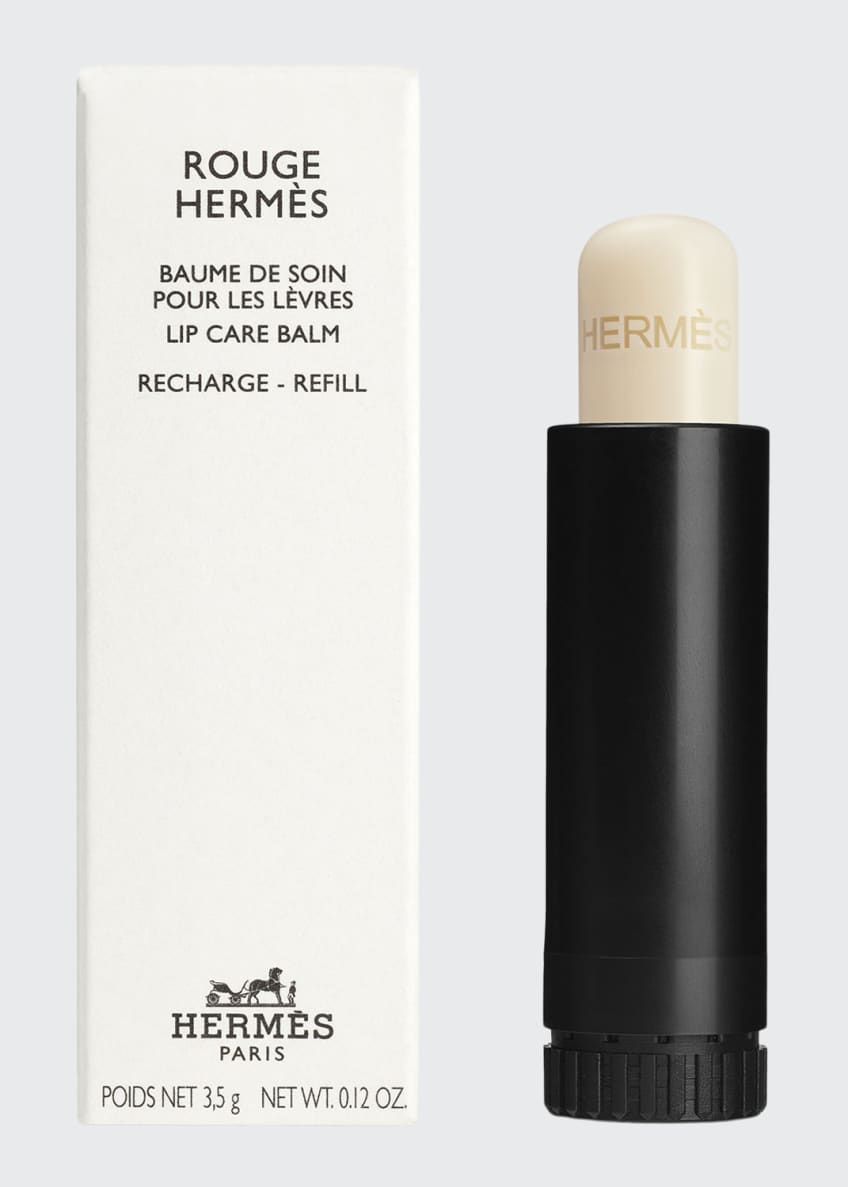 ROUGE
HERMÈS
BAUME DE SOIN
POUR LES LÈVRES
LIP CARE BALM
RECHARGE - REFILL
HERMÈS
PARIS
POIDS NET 3,5 g NET WT. 0.12 OZ.
HERMÈS